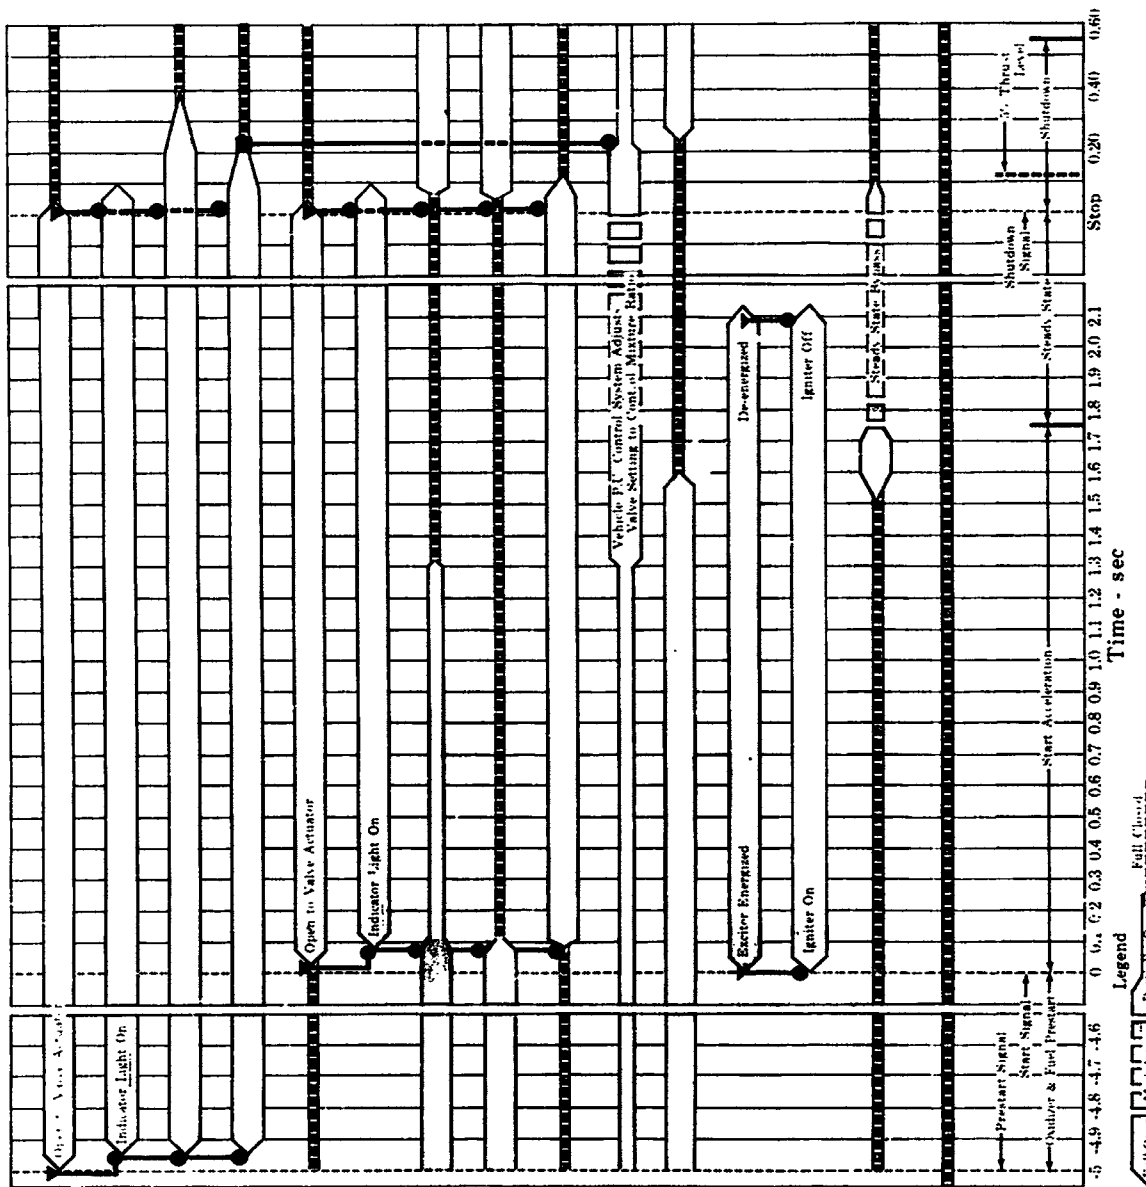 Indicator Light On
Open to Valve Actuator
Indicator Light On
Vehicle P.U. Control System Adjusts
Valve Setting to Control Mixture Ratio
Exciter Energized
De-energized
Igniter On
Igniter Off
Steady State Bypass
Prestart Signal
Start Signal
Oxidizer & Fuel Prestart
Start Acceleration
Steady State
Shutdown
Signal
Thrust
Level
Shutdown
-5 -4.9 -4.8 -4.7 -4.6 0 0.1 0.2 0.3 0.4 0.5 0.6 0.7 0.8 0.9 1.0 1.1 1.2 1.3 1.4 1.5 1.6 1.7 1.8 1.9 2.0 2.1 Stop 0.20 0.40 0.60
Time - sec
Legend
Full Closed